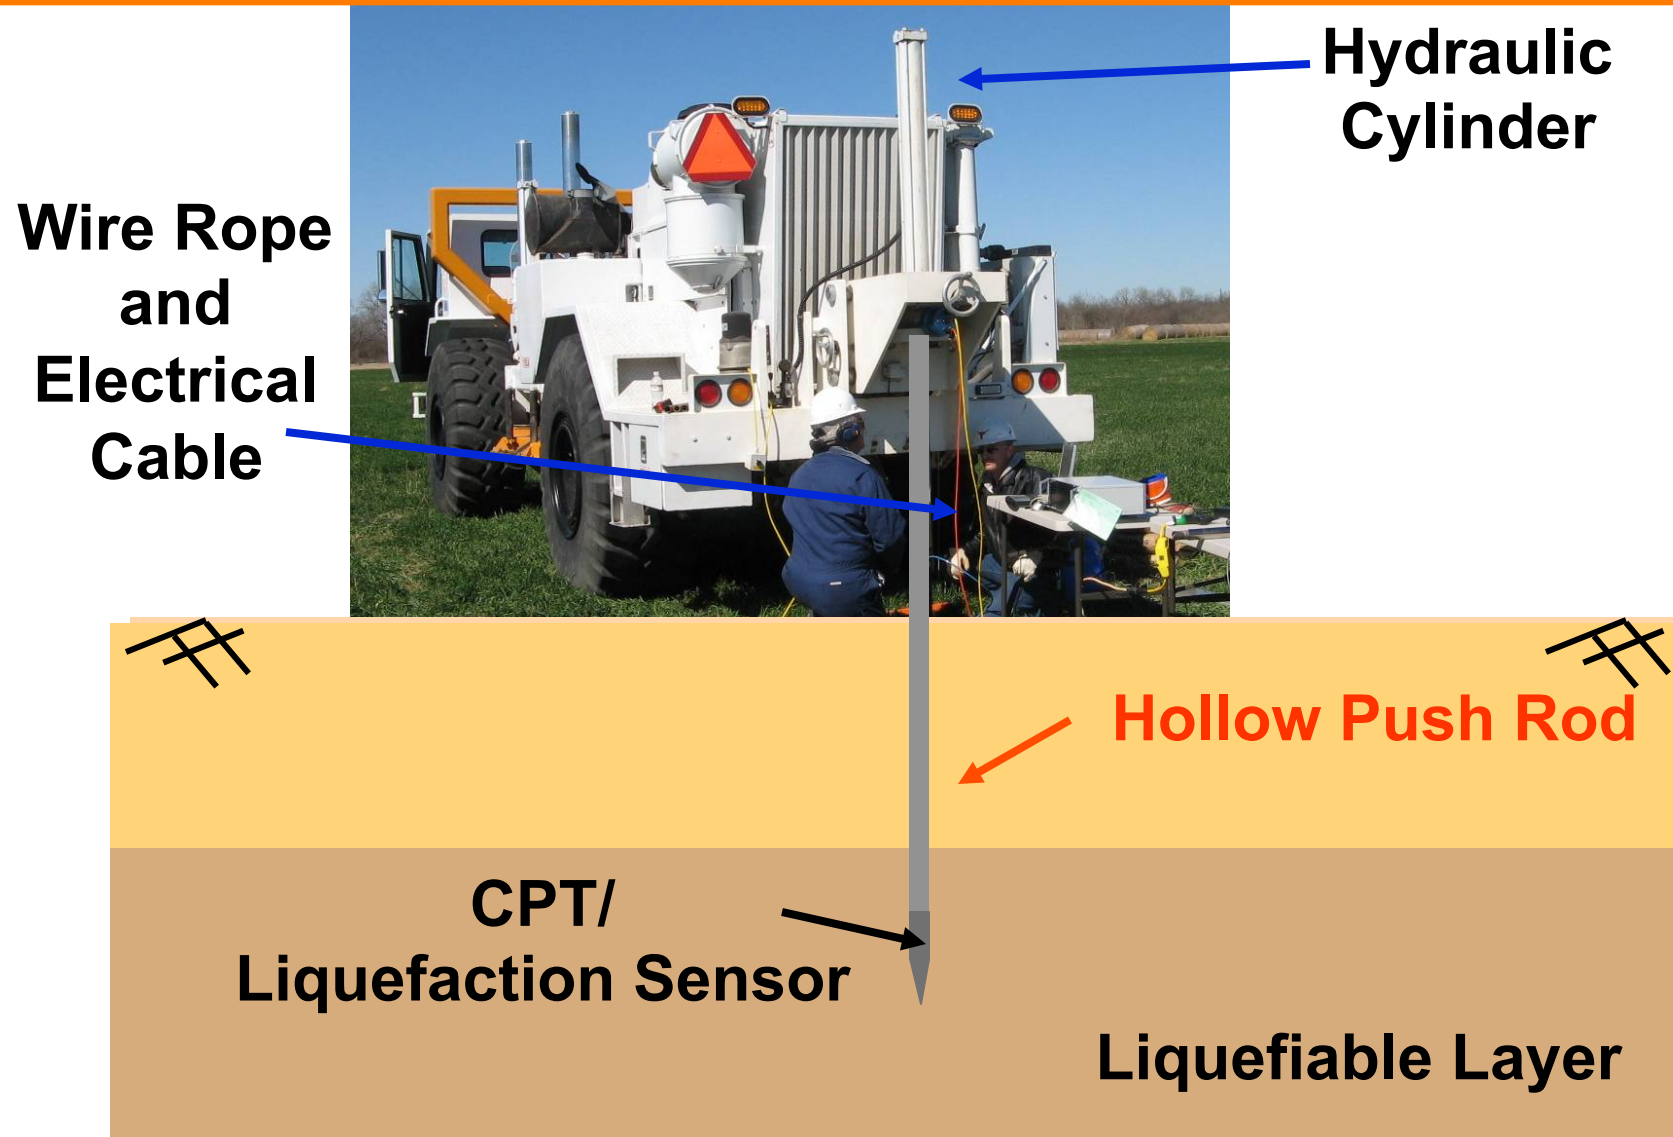 Hydraulic
Cylinder
Wire Rope
and
Electrical
Cable
Hollow Push Rod
CPT/
Liquefaction Sensor
Liquefiable Layer